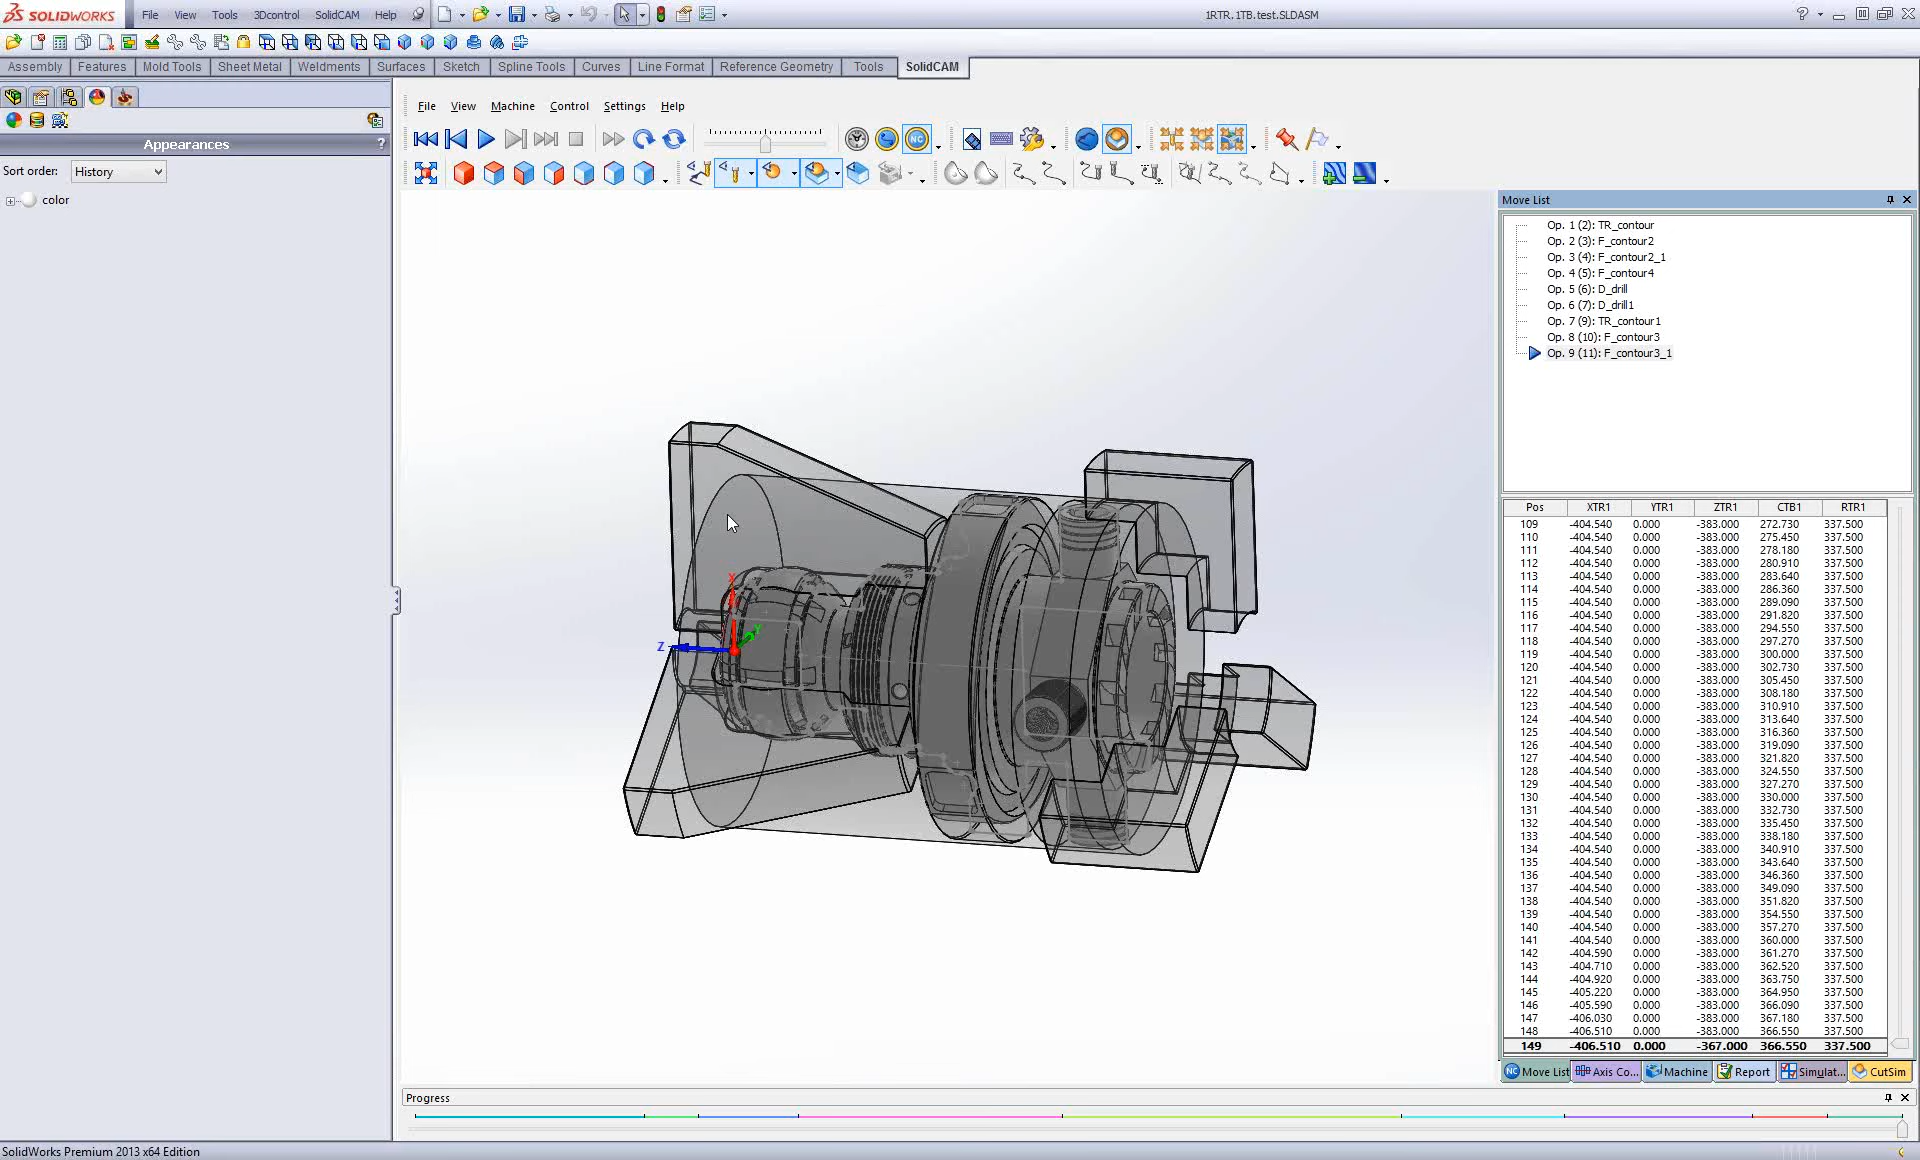 SOLIDWORKS File View Tools 3Dcontrol SolidCAM Help 1RTR.1TB.test.SLDASM
Assembly Features Mold Tools Sheet Metal Weldments Surfaces Sketch Spline Tools Curves Line Format Reference Geometry Tools SolidCAM
File View Machine Control Settings Help
NC
Appearances ?
Sort order: History
color
X
Y
Z
Move List
Op. 1 (2): TR_contour
Op. 2 (3): F_contour2
Op. 3 (4): F_contour2_1
Op. 4 (5): F_contour4
Op. 5 (6): D_drill
Op. 6 (7): D_drill1
Op. 7 (9): TR_contour1
Op. 8 (10): F_contour3
Op. 9 (11): F_contour3_1
Pos XTR1 YTR1 ZTR1 CTB1 RTR1
109 -404.540 0.000 -383.000 272.730 337.500
110 -404.540 0.000 -383.000 275.450 337.500
111 -404.540 0.000 -383.000 278.180 337.500
112 -404.540 0.000 -383.000 280.910 337.500
113 -404.540 0.000 -383.000 283.640 337.500
114 -404.540 0.000 -383.000 286.360 337.500
115 -404.540 0.000 -383.000 289.090 337.500
116 -404.540 0.000 -383.000 291.820 337.500
117 -404.540 0.000 -383.000 294.550 337.500
118 -404.540 0.000 -383.000 297.270 337.500
119 -404.540 0.000 -383.000 300.000 337.500
120 -404.540 0.000 -383.000 302.730 337.500
121 -404.540 0.000 -383.000 305.450 337.500
122 -404.540 0.000 -383.000 308.180 337.500
123 -404.540 0.000 -383.000 310.910 337.500
124 -404.540 0.000 -383.000 313.640 337.500
125 -404.540 0.000 -383.000 316.360 337.500
126 -404.540 0.000 -383.000 319.090 337.500
127 -404.540 0.000 -383.000 321.820 337.500
128 -404.540 0.000 -383.000 324.550 337.500
129 -404.540 0.000 -383.000 327.270 337.500
130 -404.540 0.000 -383.000 330.000 337.500
131 -404.540 0.000 -383.000 332.730 337.500
132 -404.540 0.000 -383.000 335.450 337.500
133 -404.540 0.000 -383.000 338.180 337.500
134 -404.540 0.000 -383.000 340.910 337.500
135 -404.540 0.000 -383.000 343.640 337.500
136 -404.540 0.000 -383.000 346.360 337.500
137 -404.540 0.000 -383.000 349.090 337.500
138 -404.540 0.000 -383.000 351.820 337.500
139 -404.540 0.000 -383.000 354.550 337.500
140 -404.540 0.000 -383.000 357.270 337.500
141 -404.540 0.000 -383.000 360.000 337.500
142 -404.590 0.000 -383.000 361.270 337.500
143 -404.710 0.000 -383.000 362.520 337.500
144 -404.920 0.000 -383.000 363.750 337.500
145 -405.220 0.000 -383.000 364.950 337.500
146 -405.590 0.000 -383.000 366.090 337.500
147 -406.030 0.000 -383.000 367.180 337.500
148 -406.510 0.000 -383.000 366.550 337.500
149 -406.510 0.000 -367.000 366.550 337.500
NC Move List Axis Co... Machine Report Simulat... CutSim
Progress
SolidWorks Premium 2013 x64 Edition